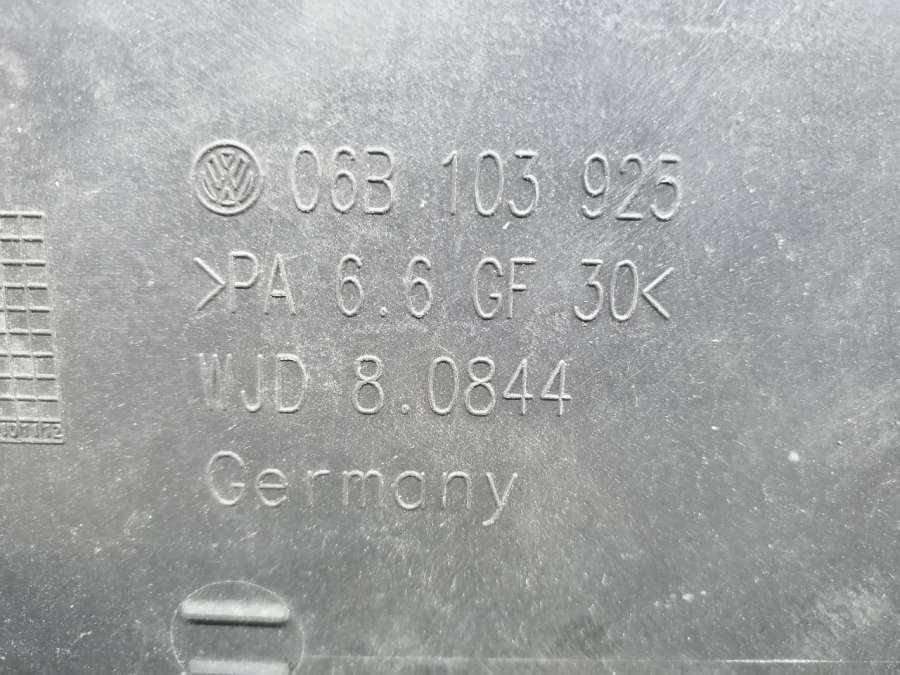 06B 103 925
>PA 6.6 GF 30<
WJD 8.0844
Germany